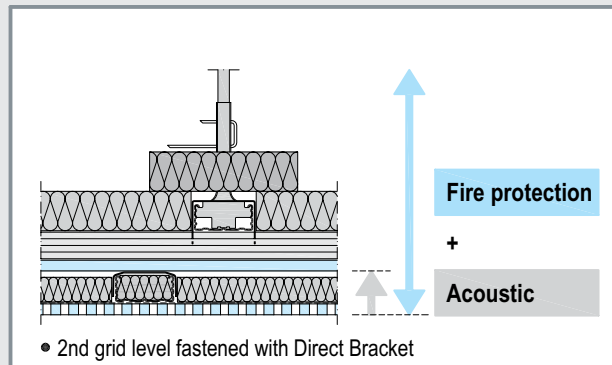 Fire protection
+
Acoustic
• 2nd grid level fastened with Direct Bracket